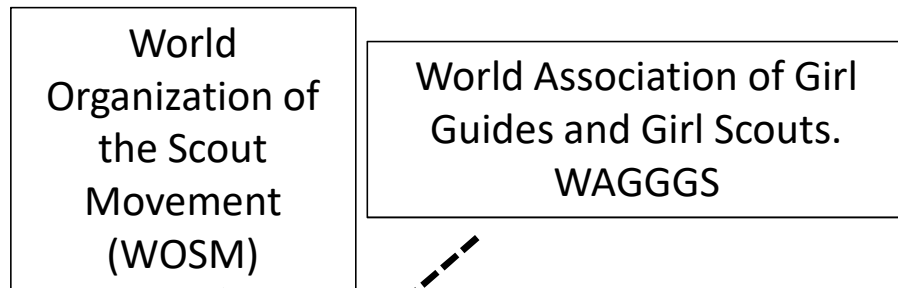 World
Organization of
the Scout
Movement
(WOSM)
World Association of Girl
Guides and Girl Scouts.
WAGGGS